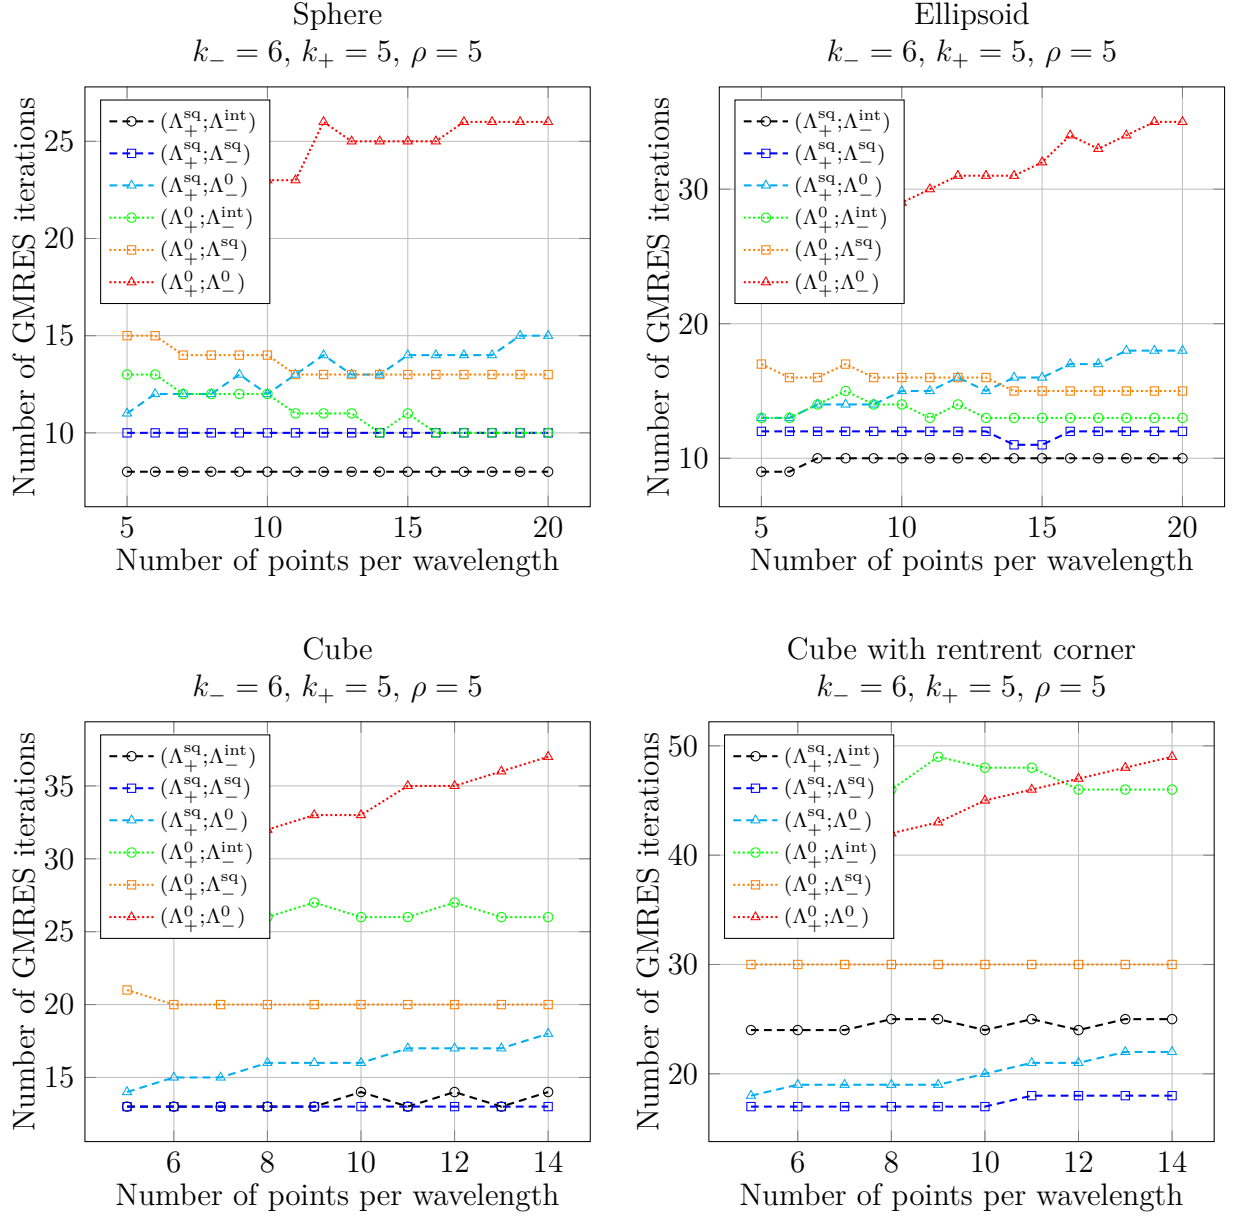 Sphere
k₋ = 6, k₊ = 5, ρ = 5
Number of GMRES iterations
25
20
15
10
(Λ₊^sq;Λ₋^int)
(Λ₊^sq;Λ₋^sq)
(Λ₊^sq;Λ₋^0)
(Λ₊^0;Λ₋^int)
(Λ₊^0;Λ₋^sq)
(Λ₊^0;Λ₋^0)
5 10 15 20
Number of points per wavelength
Ellipsoid
k₋ = 6, k₊ = 5, ρ = 5
Number of GMRES iterations
30
20
10
(Λ₊^sq;Λ₋^int)
(Λ₊^sq;Λ₋^sq)
(Λ₊^sq;Λ₋^0)
(Λ₊^0;Λ₋^int)
(Λ₊^0;Λ₋^sq)
(Λ₊^0;Λ₋^0)
5 10 15 20
Number of points per wavelength
Cube
k₋ = 6, k₊ = 5, ρ = 5
Number of GMRES iterations
35
30
25
20
15
(Λ₊^sq;Λ₋^int)
(Λ₊^sq;Λ₋^sq)
(Λ₊^sq;Λ₋^0)
(Λ₊^0;Λ₋^int)
(Λ₊^0;Λ₋^sq)
(Λ₊^0;Λ₋^0)
6 8 10 12 14
Number of points per wavelength
Cube with rentrent corner
k₋ = 6, k₊ = 5, ρ = 5
Number of GMRES iterations
50
40
30
20
(Λ₊^sq;Λ₋^int)
(Λ₊^sq;Λ₋^sq)
(Λ₊^sq;Λ₋^0)
(Λ₊^0;Λ₋^int)
(Λ₊^0;Λ₋^sq)
(Λ₊^0;Λ₋^0)
6 8 10 12 14
Number of points per wavelength